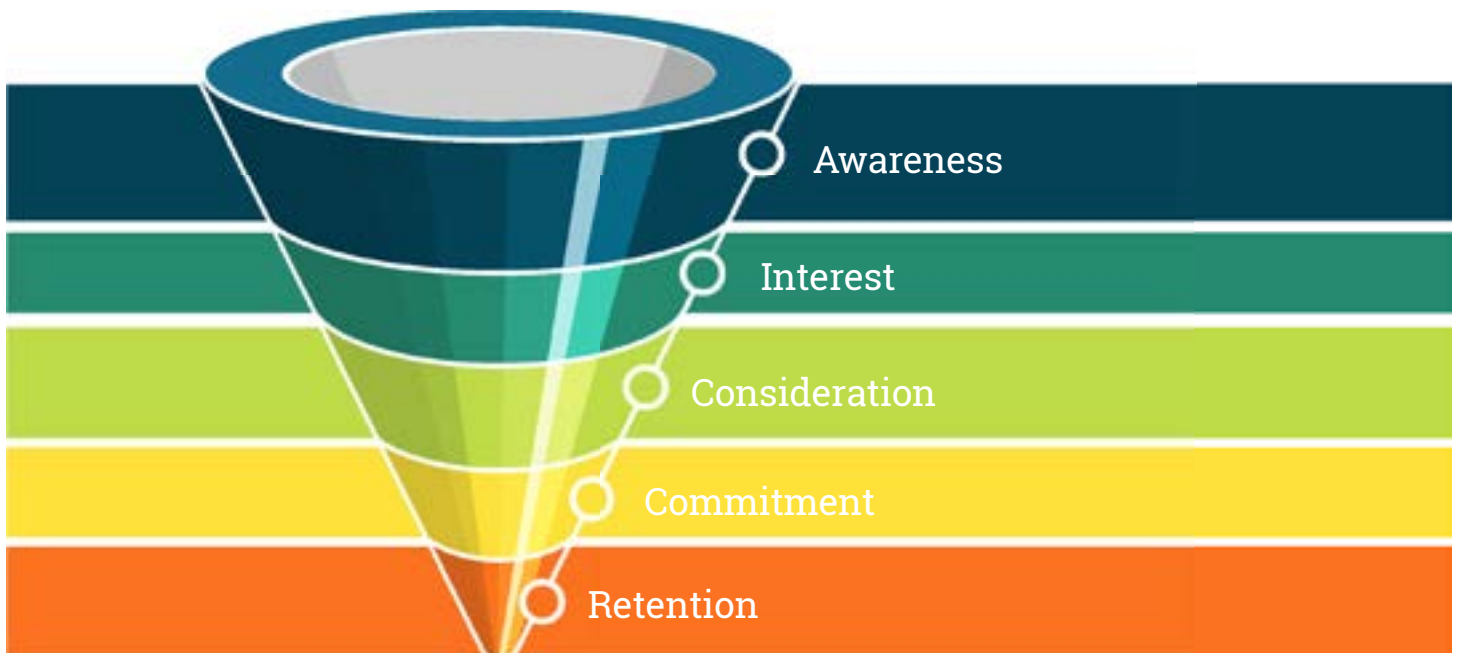 Awareness
Interest
Consideration
Commitment
Retention